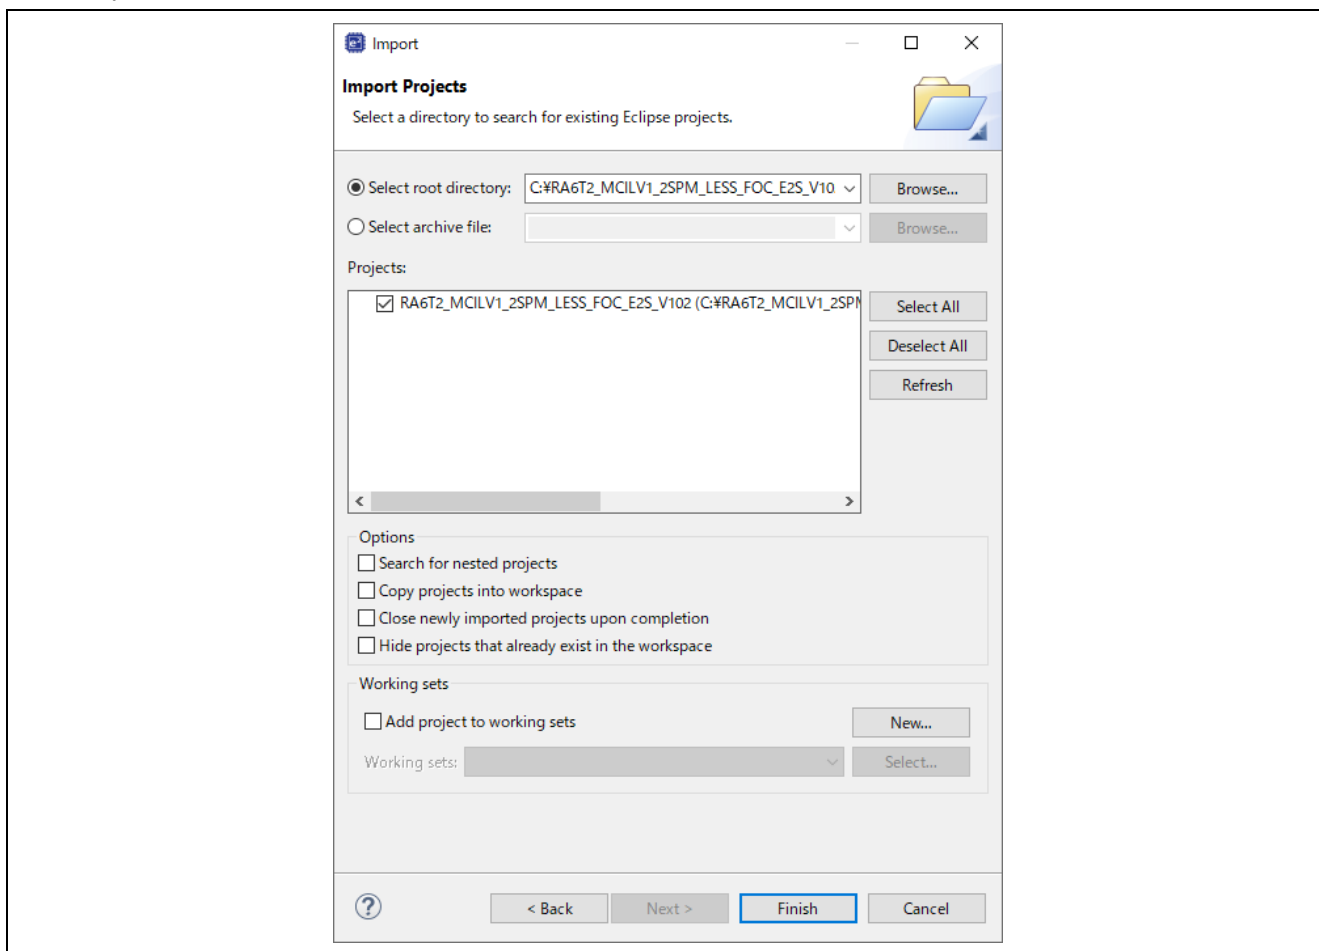 Import
Import Projects
Select a directory to search for existing Eclipse projects.
Select root directory: C:¥RA6T2_MCILV1_2SPM_LESS_FOC_E2S_V10 Browse...
Select archive file: Browse...
Projects:
RA6T2_MCILV1_2SPM_LESS_FOC_E2S_V102 (C:¥RA6T2_MCILV1_2SPM
Select All
Deselect All
Refresh
Options
Search for nested projects
Copy projects into workspace
Close newly imported projects upon completion
Hide projects that already exist in the workspace
Working sets
Add project to working sets New...
Working sets: Select...
< Back Next > Finish Cancel